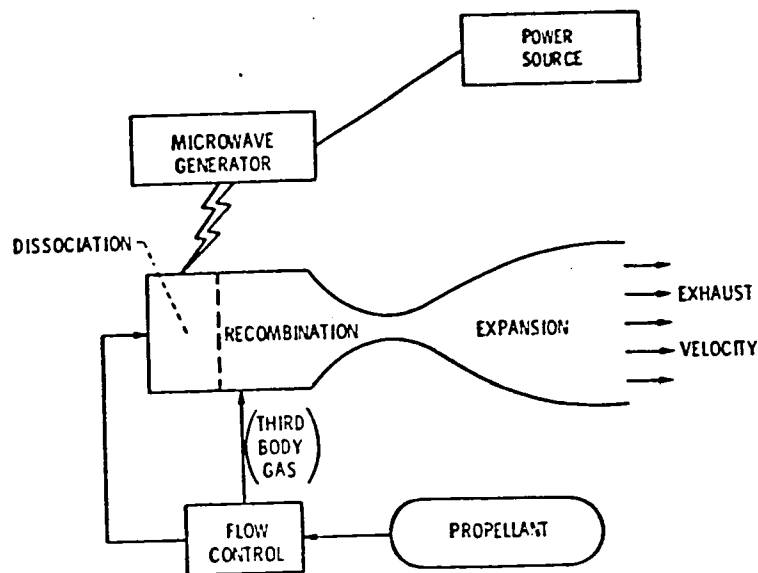 POWER
SOURCE
MICROWAVE
GENERATOR
DISSOCIATION
RECOMBINATION
EXPANSION
EXHAUST
VELOCITY
(THIRD
BODY
GAS)
FLOW
CONTROL
PROPELLANT